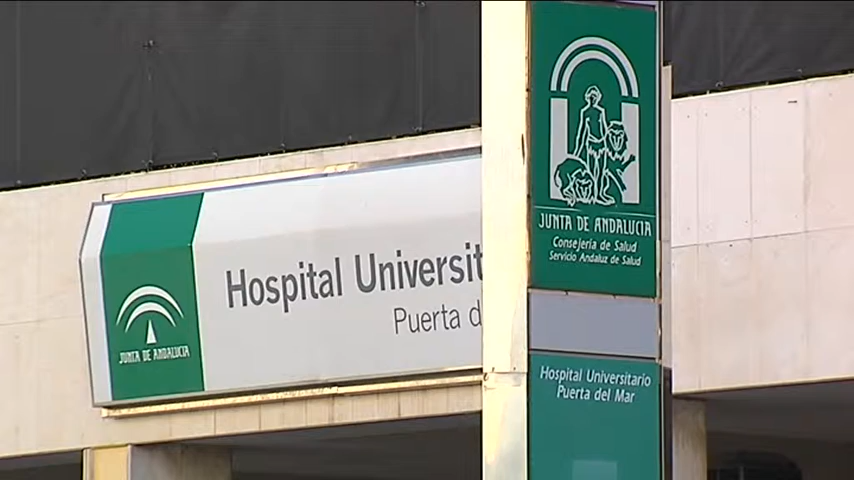 Hospital Universit
Puerta d
JUNTA DE ANDALUCIA
JUNTA DE ANDALUCIA
Consejería de Salud
Servicio Andaluz de Salud
Hospital Universitario
Puerta del Mar